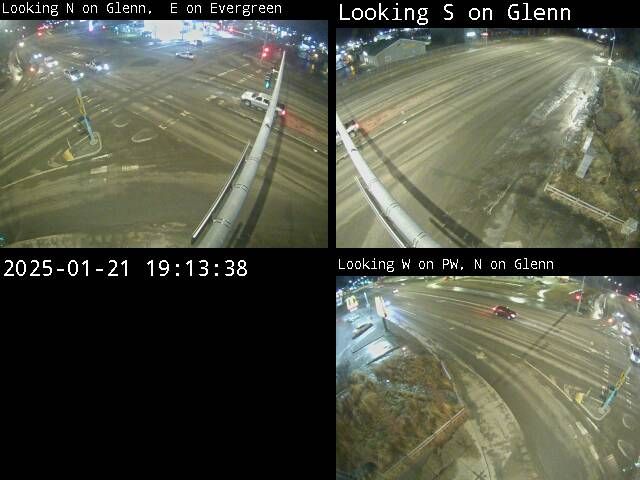 Looking N on Glenn,  E on Evergreen
Looking S on Glenn
2025-01-21 19:13:38
Looking W on PW, N on Glenn